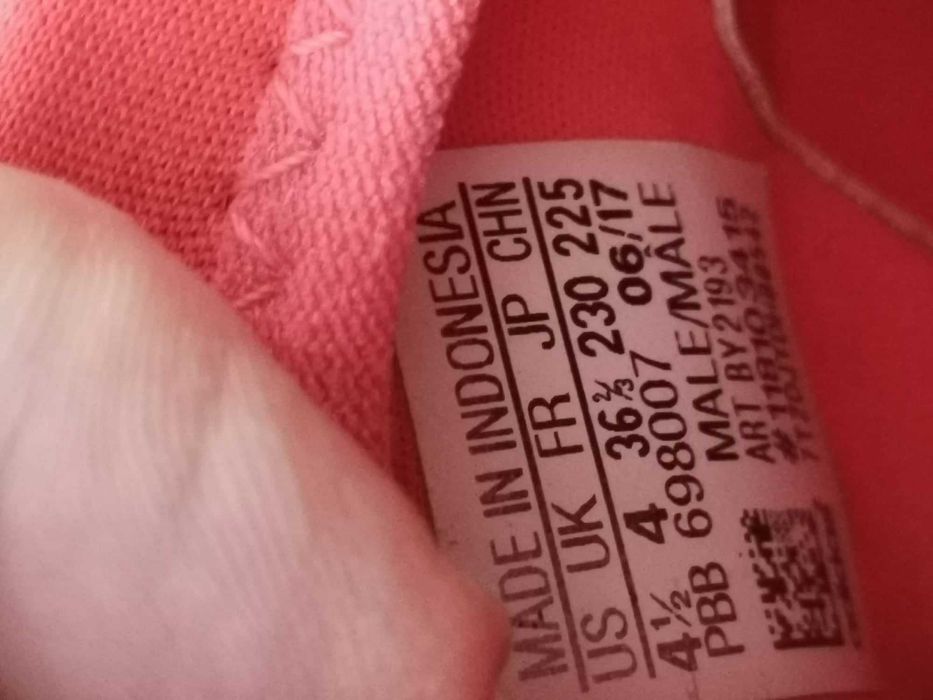 MADE IN INDONESIA
US UK FR JP CHN
4½ 4 36⅔ 230 225
PBB 698007 06/17
MALE/MÂLE
ART BY2193